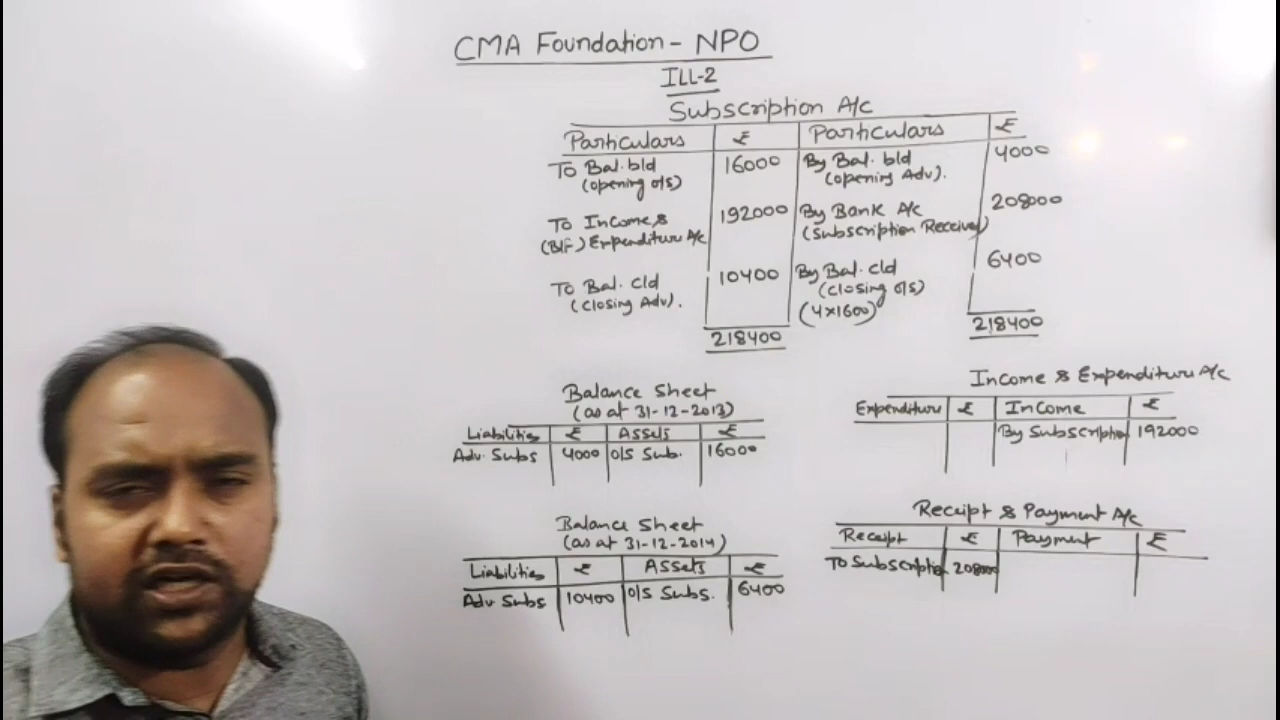 CMA Foundation - NPO
ILL-2
Subscription A/c
Particulars ₹ Particulars ₹
To Bal. b/d 16000 By Bal. b/d 4000
(opening o/s) (opening Adv).
To Income & 192000 By Bank A/c 208000
(B/F) Expenditure A/c (Subscription Received)
To Bal. c/d 10400 By Bal. c/d 6400
(closing Adv). (closing o/s)
(4×1600)
218400 218400
Balance Sheet
(as at 31-12-2013)
Liabilities ₹ Assets ₹
Adv. Subs 4000 O/S Sub. 16000
Income & Expenditure A/c
Expenditure ₹ Income ₹
By Subscription 192000
Balance Sheet
(as at 31-12-2014)
Liabilities ₹ Assets ₹
Adv Subs 10400 O/S Subs. 6400
Receipt & Payment A/c
Receipt ₹ Payment ₹
To Subscription 208000